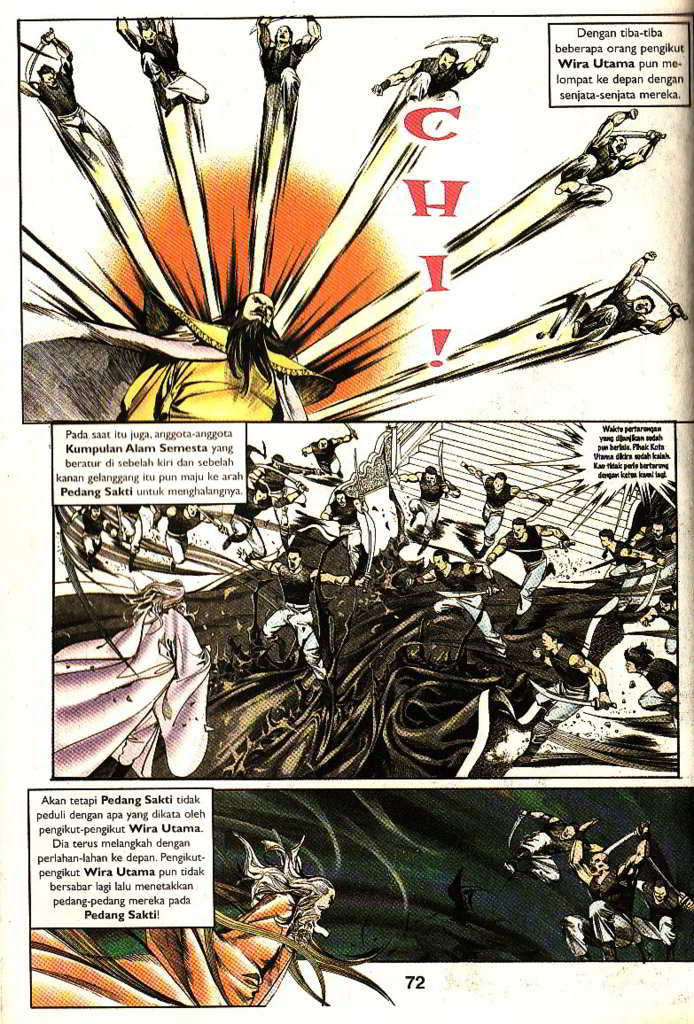 Dengan tiba-tiba
beberapa orang pengikut
Wira Utama pun me-
lompat ke depan dengan
senjata-senjata mereka.
CHI!
Pada saat itu juga, anggota-anggota
Kumpulan Alam Semesta yang
beratur di sebelah kiri dan sebelah
kanan gelanggang itu pun maju ke arah
Pedang Sakti untuk menghalangnya.
Waktu pertarungan
yang dijanjikan sudah
pun berlalu. Pihak Kota
Utama dikira sudah kalah.
Kau tidak perlu bertarung
dengan ketua kami lagi.
Akan tetapi Pedang Sakti tidak
peduli dengan apa yang dikata oleh
pengikut-pengikut Wira Utama.
Dia terus melangkah dengan
perlahan-lahan ke depan. Pengikut-
pengikut Wira Utama pun tidak
bersabar lagi lalu menetakkan
pedang-pedang mereka pada
Pedang Sakti!
72